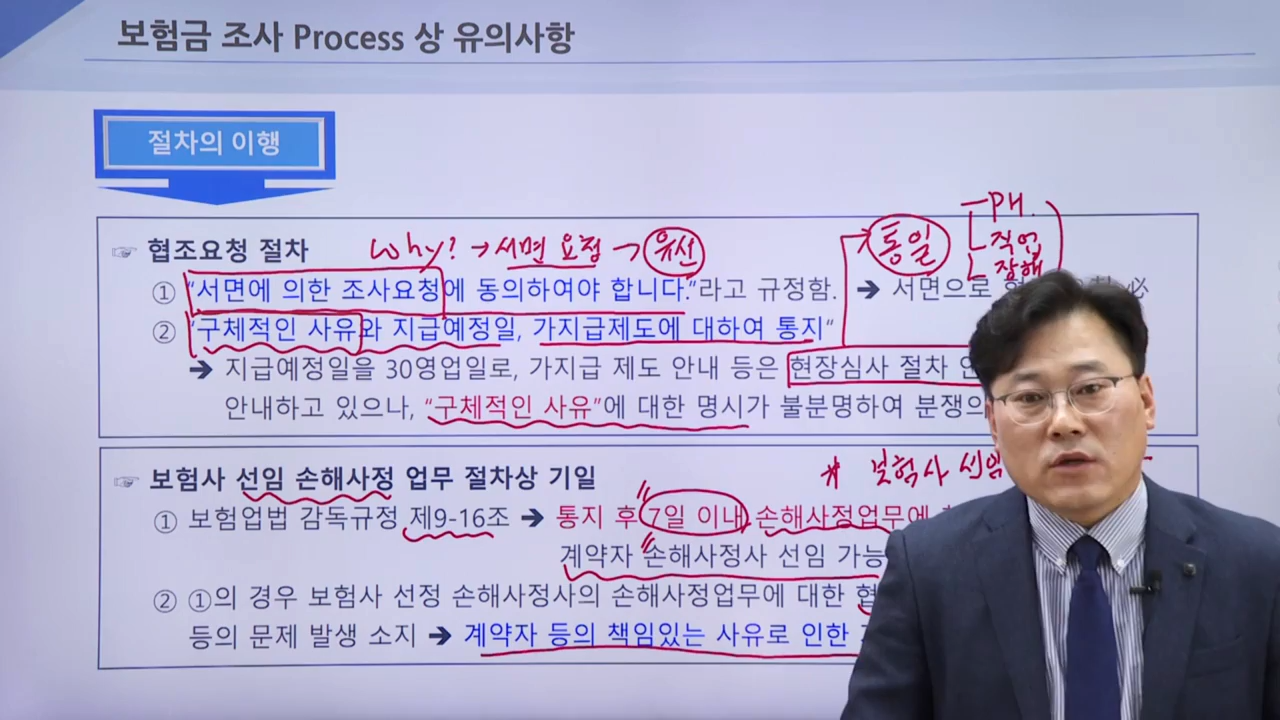 보험금 조사 Process 상 유의사항
절차의 이행
PH.
☞ 협조요청 절차 Why? → 서면 요청 → 유선 통일 직업
장해
① “서면에 의한 조사요청에 동의하여야 합니다.”라고 규정함. ➔ 서면으로 必
② “구체적인 사유와 지급예정일, 가지급제도에 대하여 통지“
➔ 지급예정일을 30영업일로, 가지급 제도 안내 등은 현장심사 절차
안내하고 있으나, “구체적인 사유”에 대한 명시가 불분명하여
☞ 보험사 선임 손해사정 업무 절차상 기일 * 보험사 선임
① 보험업법 감독규정 제9-16조 ➔ 통지 후 7일 이내 손해사정업무에
계약자 손해사정사 선임 가능
② ①의 경우 보험사 선정 손해사정사의 손해사정업무에 대한
등의 문제 발생 소지 ➔ 계약자 등의 책임있는 사유로 인한